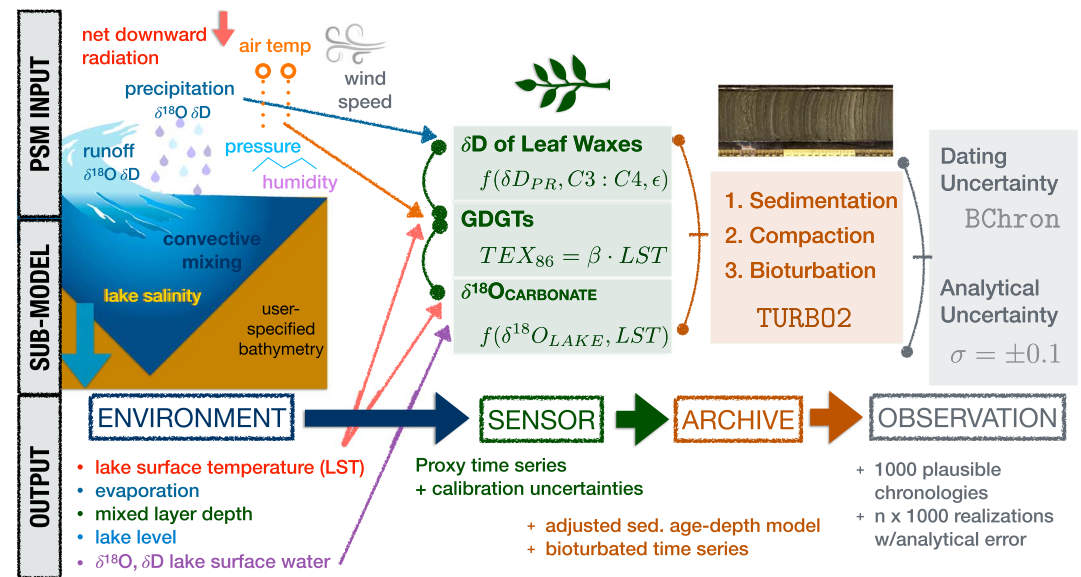 PSM INPUT
net downward
radiation
air temp
wind
speed
precipitation
δ¹⁸O δD
runoff
δ¹⁸O δD
pressure
humidity
δD of Leaf Waxes
f(δD_PR, C3 : C4, ϵ)
GDGTs
TEX₈₆ = β · LST
δ¹⁸OCARBONATE
f(δ¹⁸O_LAKE, LST)
1. Sedimentation
2. Compaction
3. Bioturbation
TURBO2
Dating
Uncertainty
BChron
Analytical
Uncertainty
σ = ±0.1
SUB-MODEL
convective
mixing
lake salinity
user-
specified
bathymetry
ENVIRONMENT
SENSOR
ARCHIVE
OBSERVATION
OUTPUT
• lake surface temperature (LST)
• evaporation
• mixed layer depth
• lake level
• δ¹⁸O, δD lake surface water
Proxy time series
+ calibration uncertainties
+ adjusted sed. age-depth model
+ bioturbated time series
+ 1000 plausible
chronologies
+ n x 1000 realizations
w/analytical error